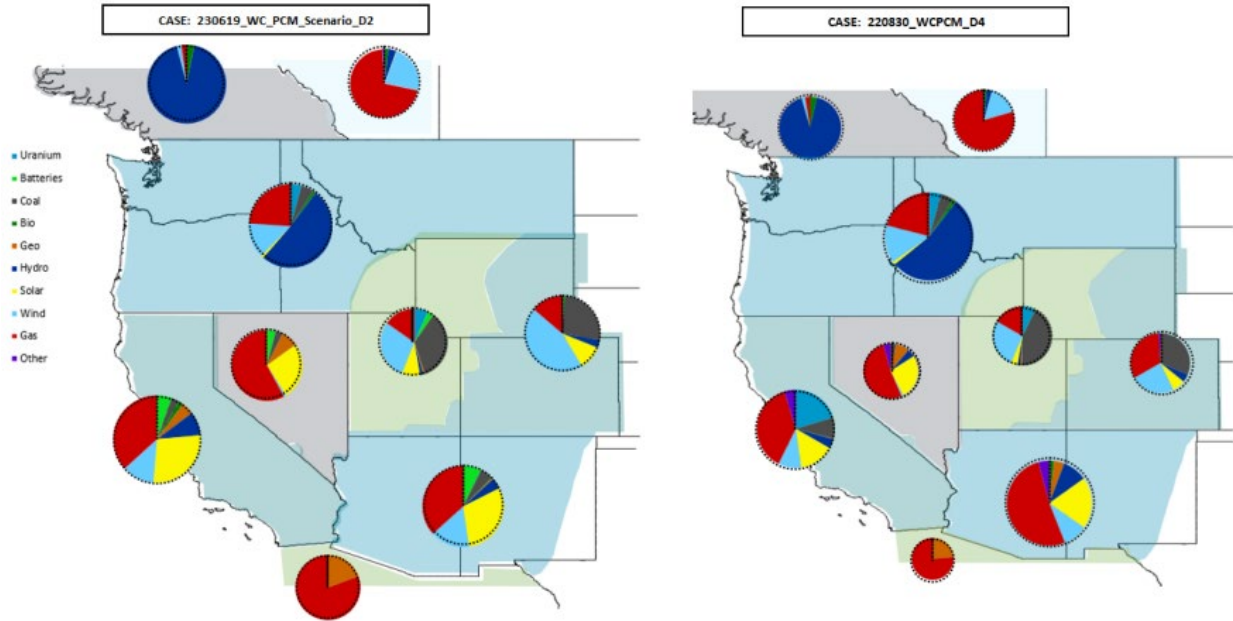 CASE: 230619_WC_PCM_Scenario_D2
CASE: 220830_WCPCM_D4
Uranium
Batteries
Coal
Bio
Geo
Hydro
Solar
Wind
Gas
Other